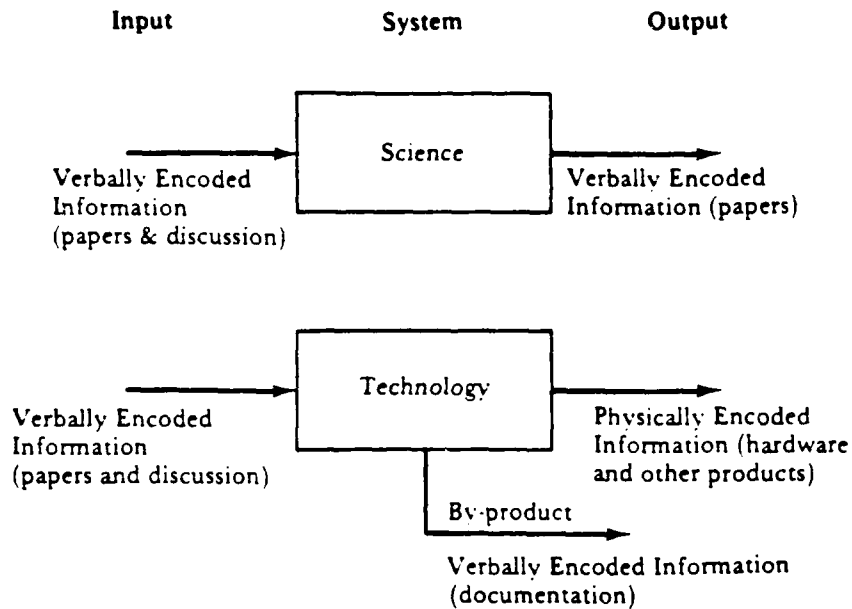 Input System Output
Science
Verbally Encoded
Information
(papers & discussion)
Verbally Encoded
Information (papers)
Technology
Verbally Encoded
Information
(papers and discussion)
Physically Encoded
Information (hardware
and other products)
By-product
Verbally Encoded Information
(documentation)